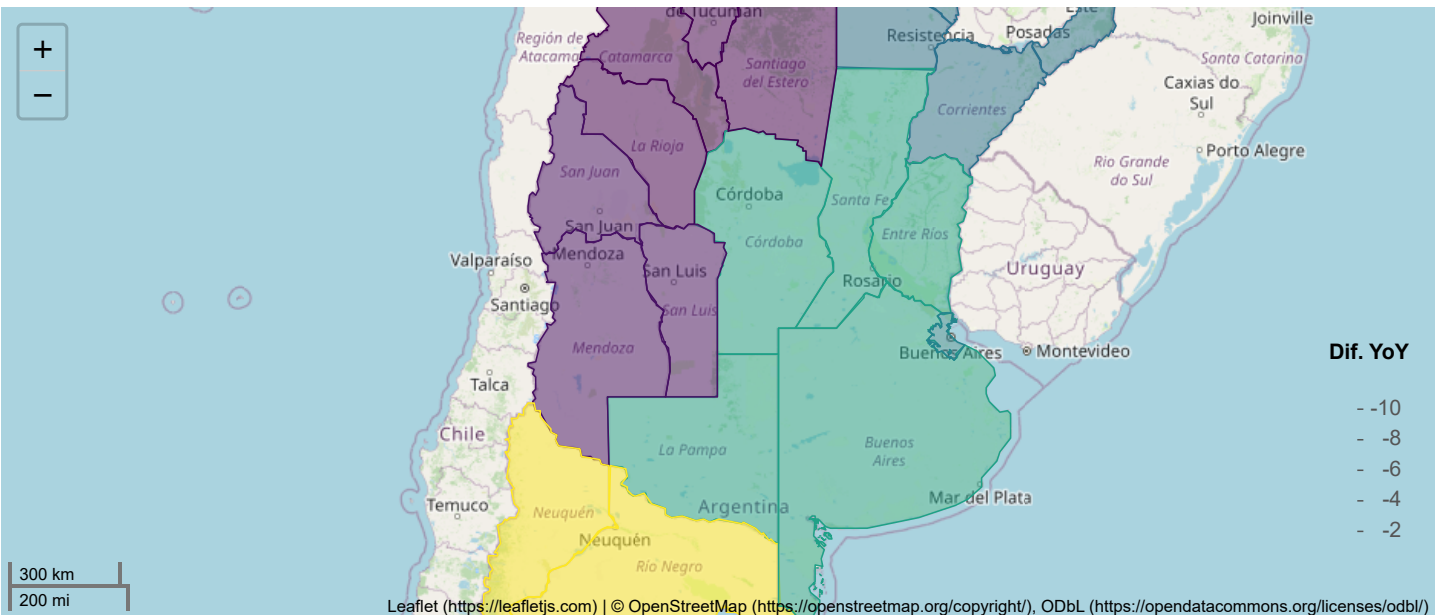 de Tucumán
Este
Joinville
+
Región de
Atacama
Catamarca
Resistencia
Posadas
Santa Catarina
Santiago
del Estero
Caxias do
Sul
−
Corrientes
La Rioja
Porto Alegre
San Juan
Rio Grande
do Sul
Córdoba
Santa Fe
San Juan
Entre Ríos
Córdoba
Valparaíso
Mendoza
San Luis
Uruguay
Rosario
Santiago
San Luis
Mendoza
Buenos Aires
Montevideo
Dif. YoY
Talca
- -10
Chile
- -8
La Pampa
Buenos
Aires
- -6
Temuco
Argentina
Mar del Plata
- -4
Neuquén
Neuquén
- -2
Río Negro
300 km
200 mi
Leaflet (https://leafletjs.com) | © OpenStreetMap (https://openstreetmap.org/copyright/), ODbL (https://opendatacommons.org/licenses/odbl/)